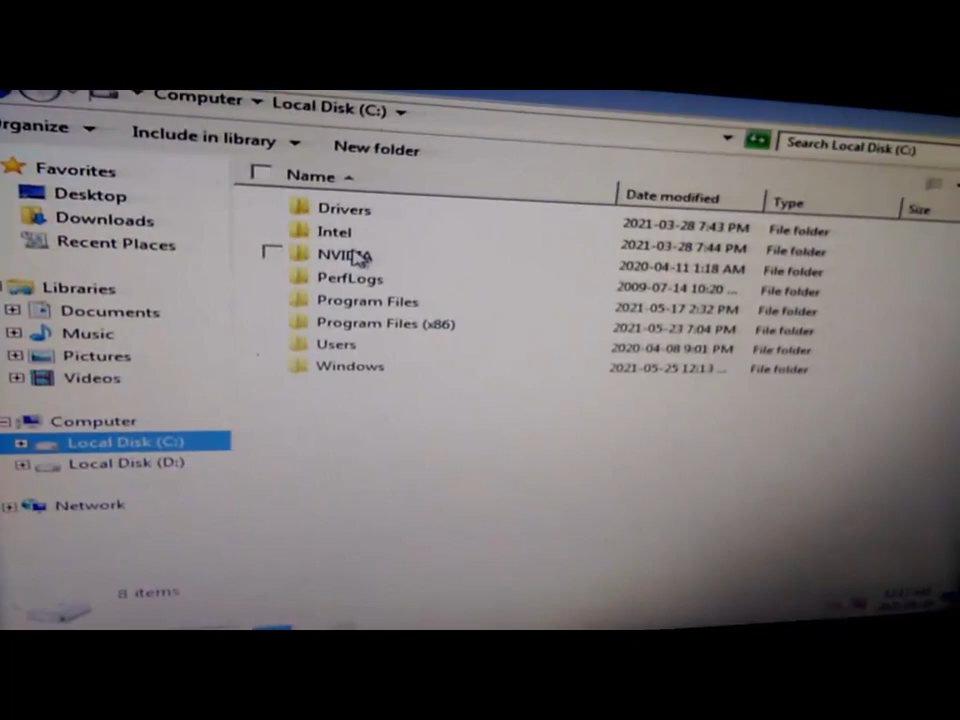 Computer Local Disk (C:)
Search Local Disk (C:)
Organize Include in library New folder
Name Date modified Type Size
Drivers 2021-03-28 7:43 PM File folder
Intel 2021-03-28 7:44 PM File folder
2020-04-11 1:18 AM File folder
PerfLogs 2009-07-14 10:20 ... File folder
Program Files 2021-05-17 2:32 PM File folder
Program Files (x86) 2021-05-23 7:04 PM File folder
Users 2020-04-08 9:01 PM File folder
Windows 2021-05-25 12:13 ... File folder
Favorites
Desktop
Downloads
Recent Places
Libraries
Documents
Music
Pictures
Videos
Computer
Local Disk (C:)
Local Disk (D:)
Network
8 items